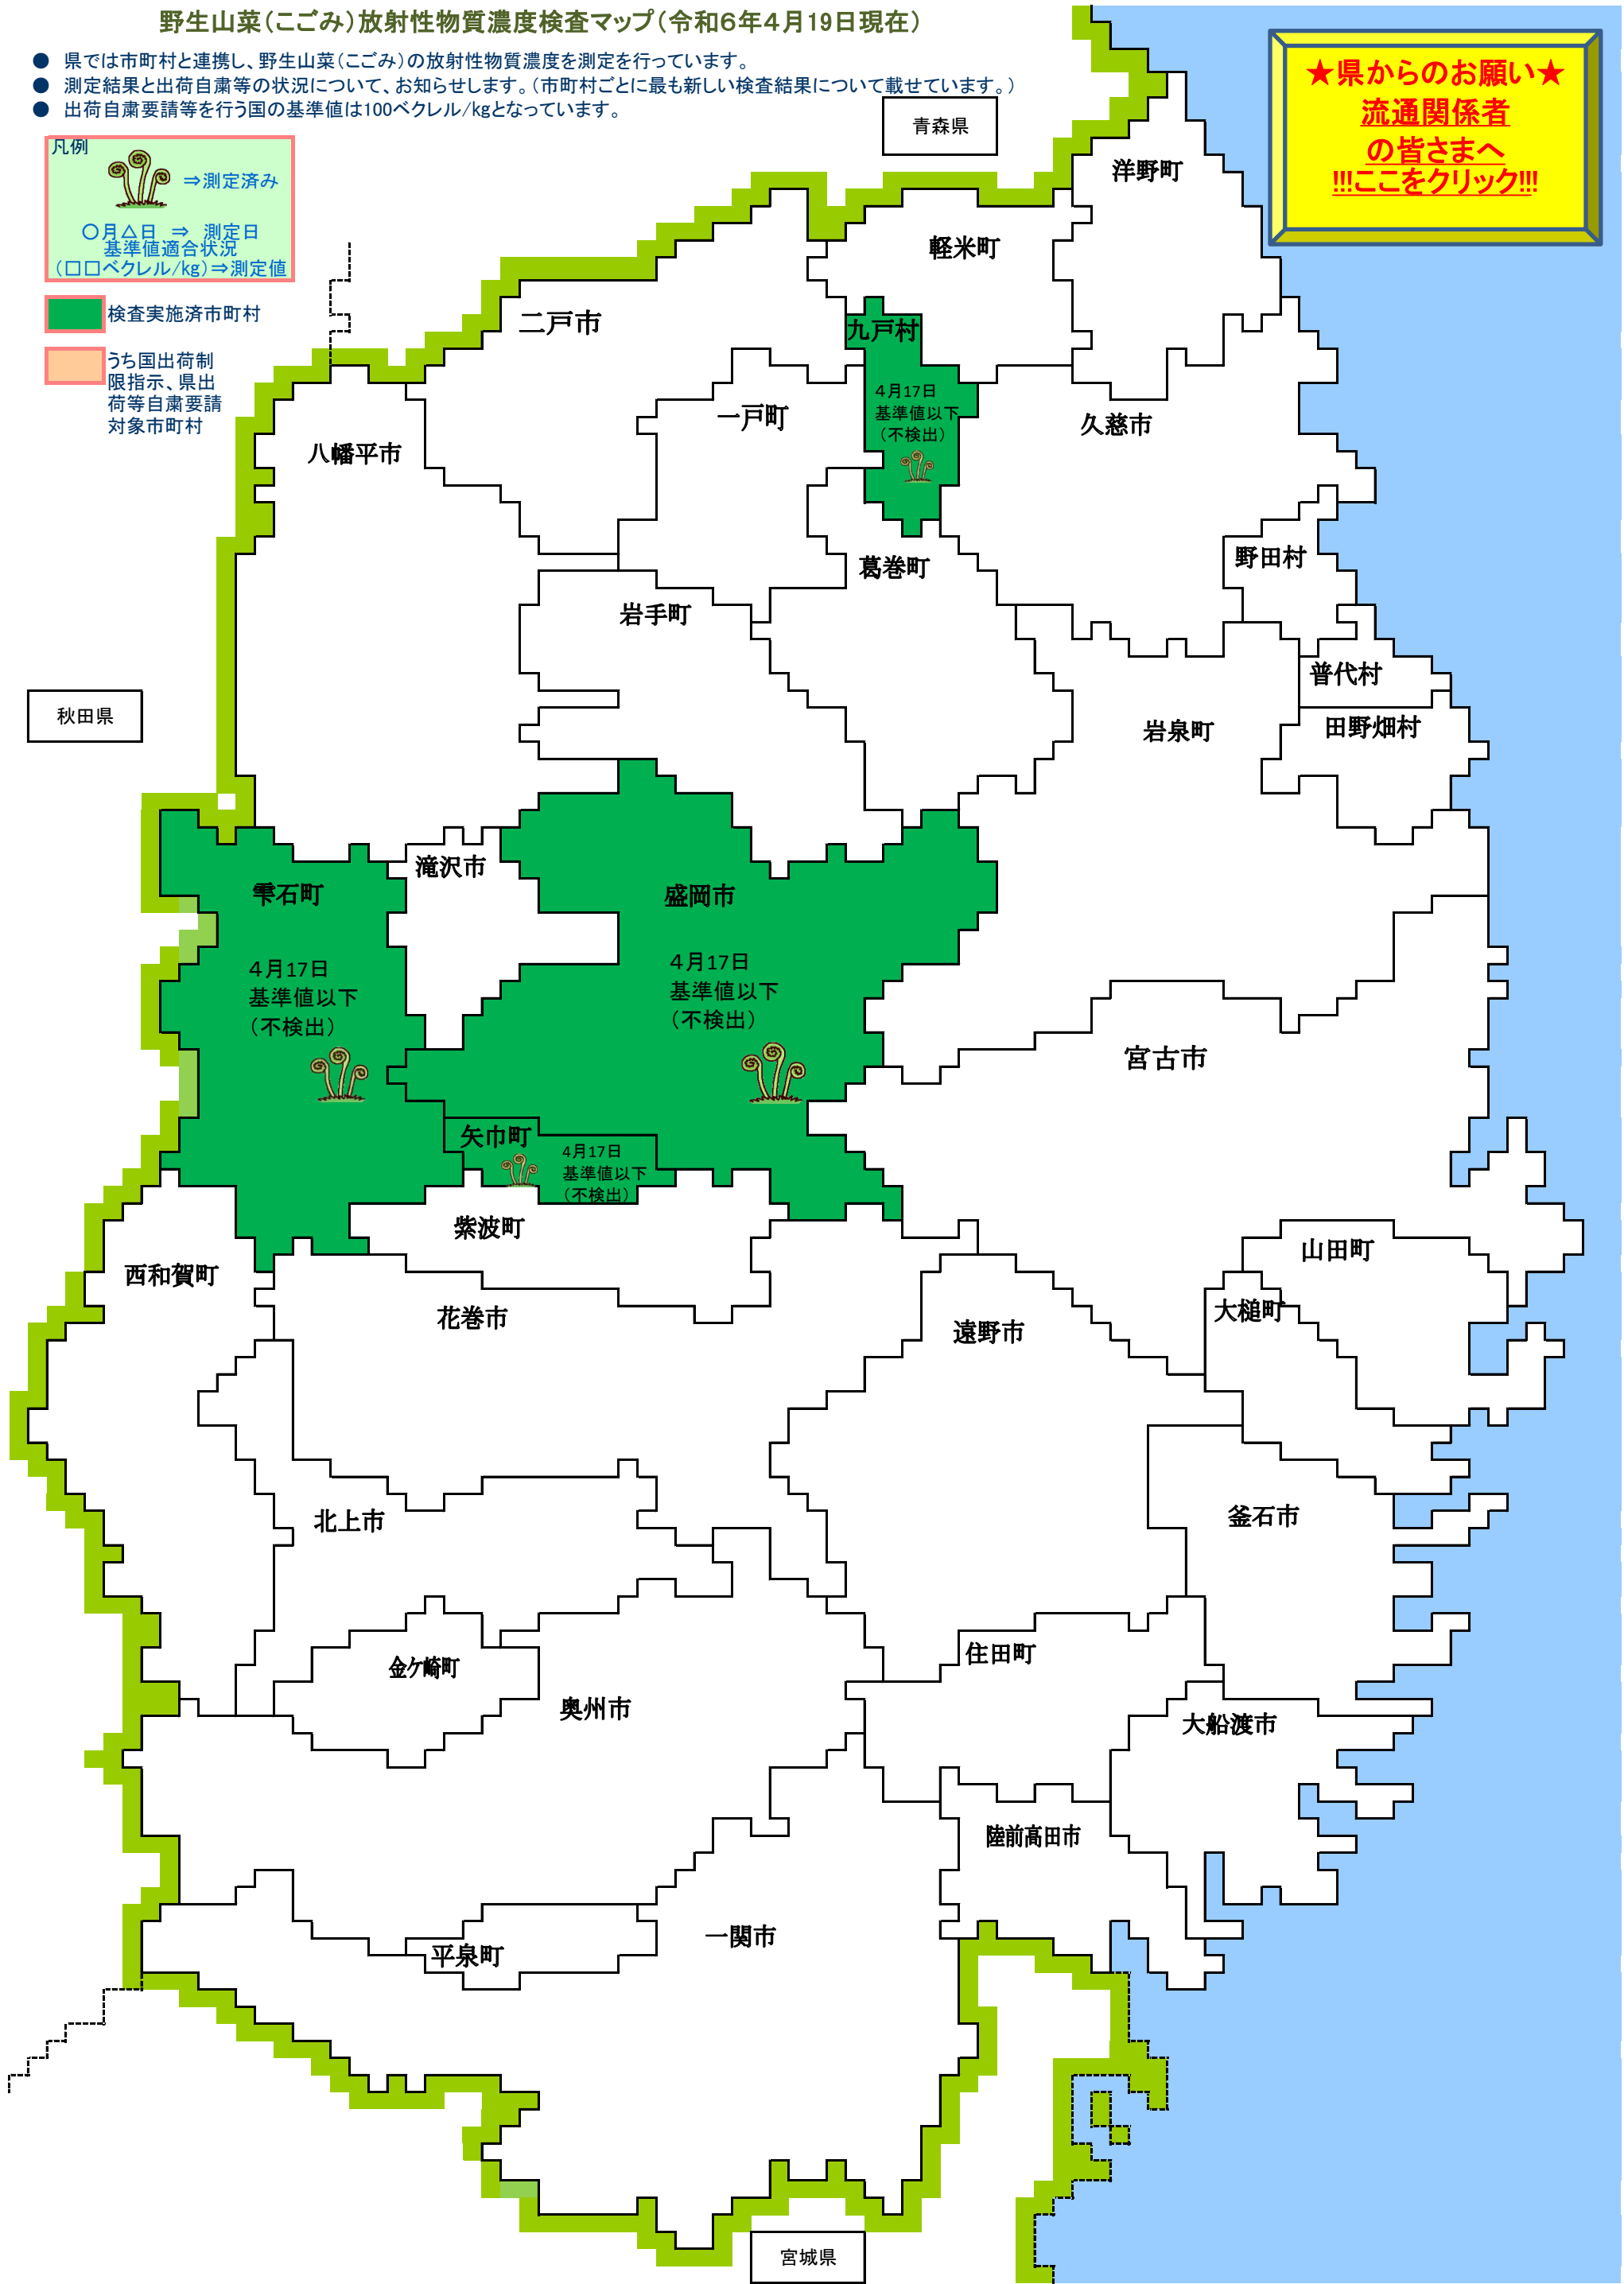 野生山菜（こごみ）放射性物質濃度検査マップ（令和６年４月１９日現在）
● 県では市町村と連携し、野生山菜（こごみ）の放射性物質濃度を測定を行っています。
● 測定結果と出荷自粛等の状況について、お知らせします。（市町村ごとに最も新しい検査結果について載せています。）
● 出荷自粛要請等を行う国の基準値は100ベクレル/kgとなっています。
★県からのお願い★
流通関係者
の皆さまへ
!!!ここをクリック!!!
凡例
⇒測定済み
○月△日 ⇒ 測定日
基準値適合状況
（□□ベクレル/kg）⇒測定値
検査実施済市町村
うち国出荷制
限指示、県出
荷等自粛要請
対象市町村
青森県
洋野町
軽米町
二戸市
九戸村
４月17日
基準値以下
（不検出）
一戸町
久慈市
八幡平市
野田村
葛巻町
岩手町
普代村
秋田県
田野畑村
岩泉町
滝沢市
雫石町
４月17日
基準値以下
（不検出）
盛岡市
４月17日
基準値以下
（不検出）
宮古市
矢巾町
４月17日
基準値以下
（不検出）
紫波町
山田町
西和賀町
大槌町
花巻市
遠野市
北上市
釜石市
住田町
金ケ崎町
奥州市
大船渡市
陸前高田市
一関市
平泉町
宮城県